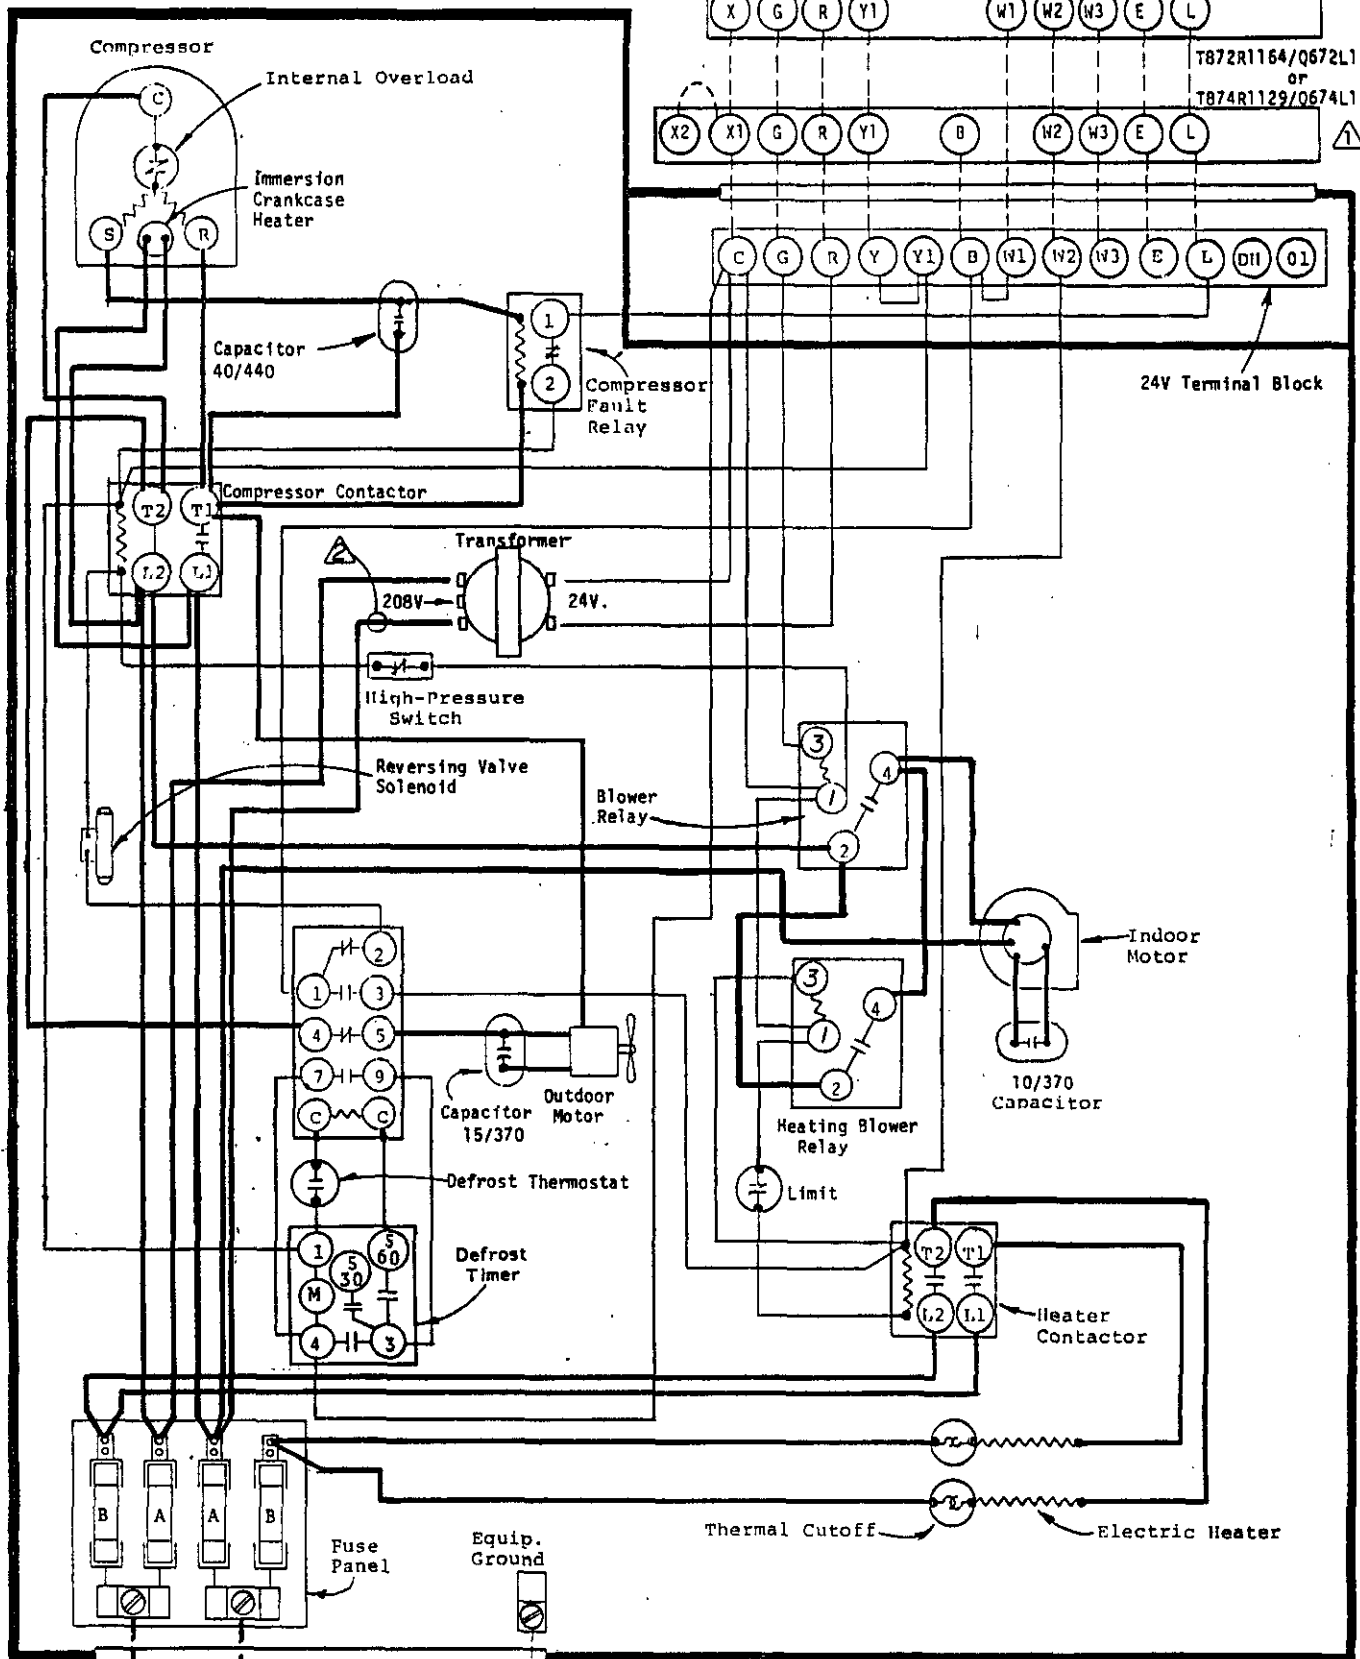 X G R Y1 W1 W2 W3 E L
T872R1164/Q672L1
or
T874R1129/Q674L1
X2 X1 G R Y1 B W2 W3 E L
1
Compressor
Internal Overload
C
Immersion
Crankcase
Heater
S R
C G R Y Y1 B W1 W2 W3 E L
24V Terminal Block
Capacitor
40/440
1
2
Compressor
Fault
Relay
Compressor Contactor
T2 T1
L2 L1
2
Transformer
208V
24V.
High-Pressure
Switch
Reversing Valve
Solenoid
Blower
Relay
3
4
1
2
Indoor
Motor
10/370
Capacitor
3
4
1
2
Heating Blower
Relay
2
1 3
4 5
7 9
C C
Capacitor
15/370
Outdoor
Motor
Defrost Thermostat
Limit
1
5
30
5
60
M
4 3
Defrost
Timer
T2 T1
L2 L1
Heater
Contactor
Thermal Cutoff
Electric Heater
B A A B
Fuse
Panel
Equip.
Ground